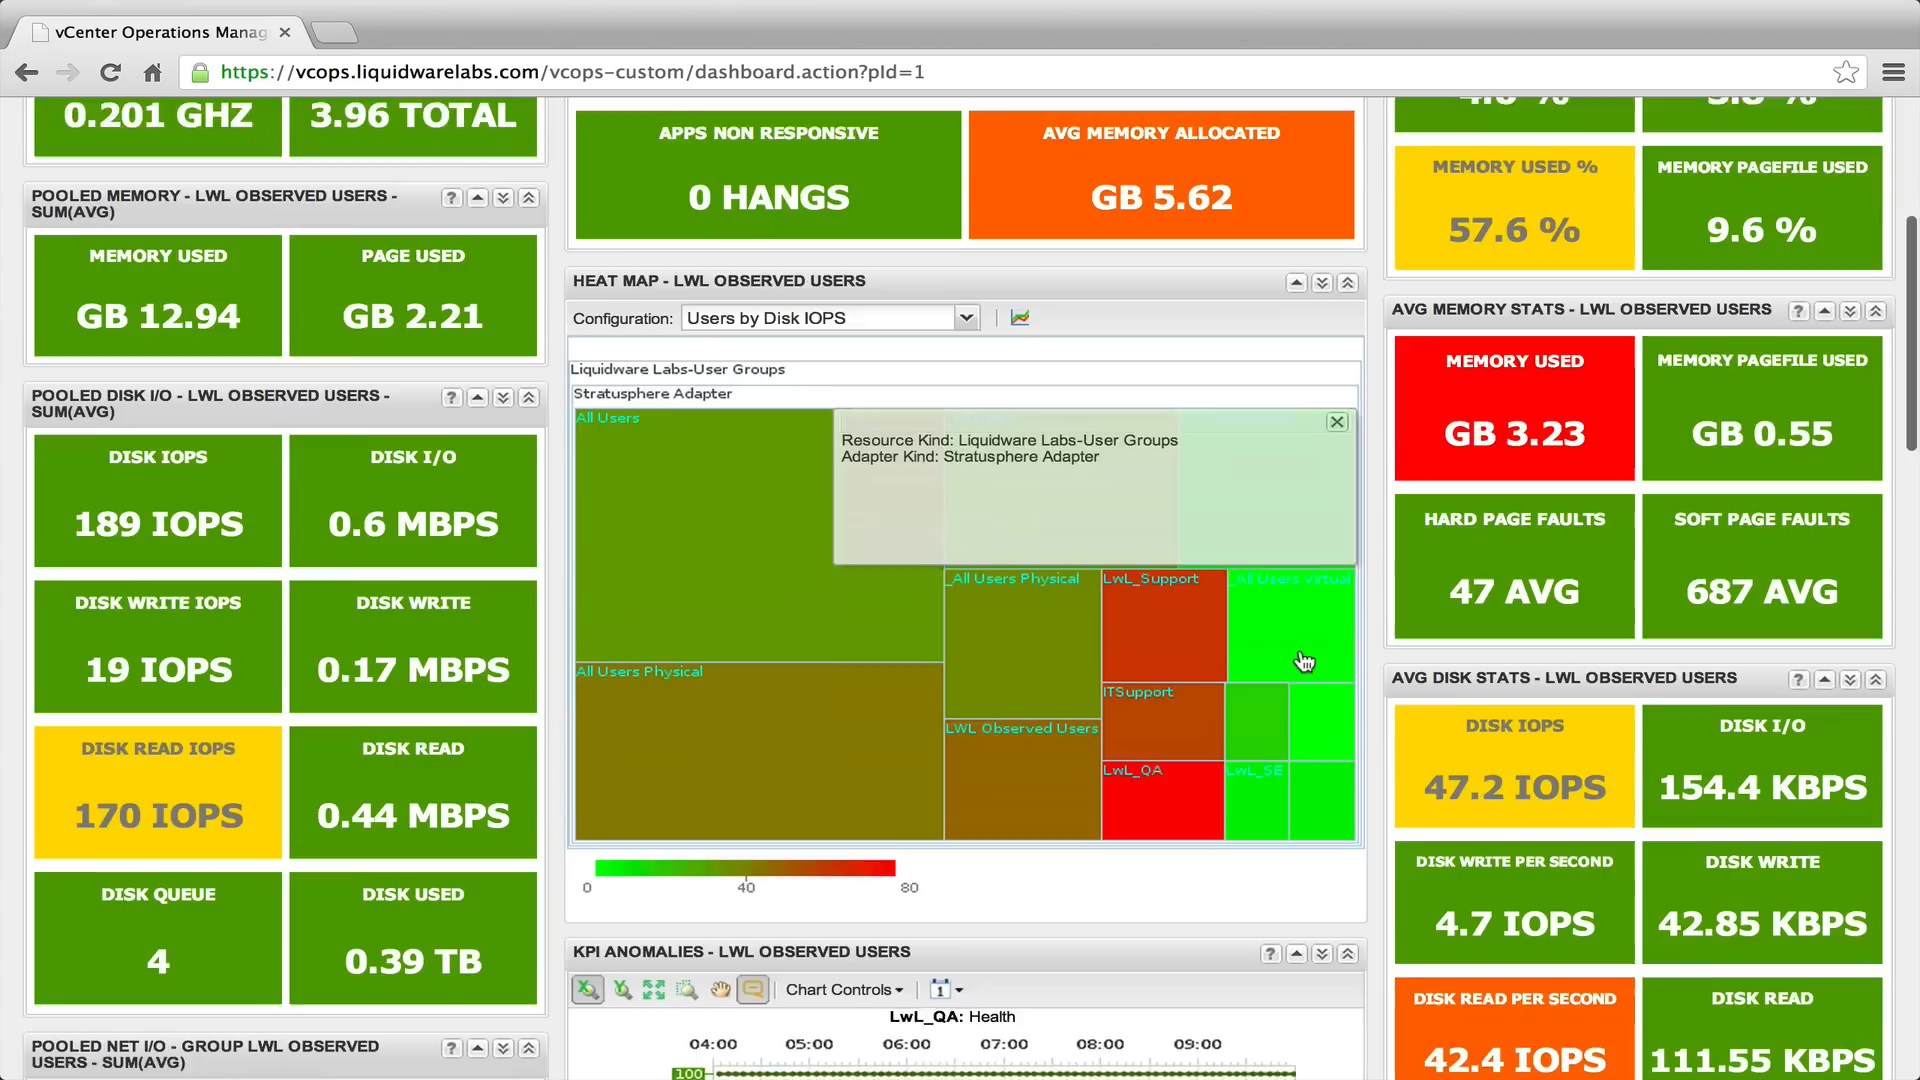 vCenter Operations Manag
https://vcops.liquidwarelabs.com/vcops-custom/dashboard.action?pId=1
0.201 GHZ
3.96 TOTAL
POOLED MEMORY - LWL OBSERVED USERS -
SUM(AVG)
MEMORY USED
PAGE USED
GB 12.94
GB 2.21
POOLED DISK I/O - LWL OBSERVED USERS -
SUM(AVG)
DISK IOPS
DISK I/O
189 IOPS
0.6 MBPS
DISK WRITE IOPS
DISK WRITE
19 IOPS
0.17 MBPS
DISK READ IOPS
DISK READ
170 IOPS
0.44 MBPS
DISK QUEUE
DISK USED
4
0.39 TB
POOLED NET I/O - GROUP LWL OBSERVED
USERS - SUM(AVG)
APPS NON RESPONSIVE
AVG MEMORY ALLOCATED
0 HANGS
GB 5.62
HEAT MAP - LWL OBSERVED USERS
Configuration: Users by Disk IOPS
Liquidware Labs-User Groups
Stratusphere Adapter
All Users
Resource Kind: Liquidware Labs-User Groups
Adapter Kind: Stratusphere Adapter
_All Users Physical
LwL_Support
_All Users Virtual
All Users Physical
ITSupport
LWL Observed Users
LwL_QA
LwL_SE
0
40
80
KPI ANOMALIES - LWL OBSERVED USERS
Chart Controls
1
LwL_QA: Health
04:00 05:00 06:00 07:00 08:00 09:00
100
MEMORY USED %
MEMORY PAGEFILE USED
57.6 %
9.6 %
AVG MEMORY STATS - LWL OBSERVED USERS
MEMORY USED
MEMORY PAGEFILE USED
GB 3.23
GB 0.55
HARD PAGE FAULTS
SOFT PAGE FAULTS
47 AVG
687 AVG
AVG DISK STATS - LWL OBSERVED USERS
DISK IOPS
DISK I/O
47.2 IOPS
154.4 KBPS
DISK WRITE PER SECOND
DISK WRITE
4.7 IOPS
42.85 KBPS
DISK READ PER SECOND
DISK READ
42.4 IOPS
111.55 KBPS